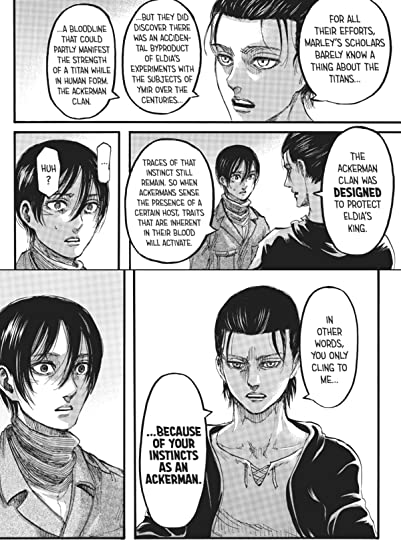 FOR ALL
THEIR EFFORTS,
MARLEY'S SCHOLARS
BARELY KNOW A
THING ABOUT THE
TITANS...
...BUT THEY DID
DISCOVER THERE
WAS AN ACCIDEN-
TAL BYPRODUCT
OF ELDIA'S
EXPERIMENTS WITH
THE SUBJECTS OF
YMIR OVER THE
CENTURIES...
...A BLOODLINE
THAT COULD
PARTLY MANIFEST
THE STRENGTH
OF A TITAN WHILE
IN HUMAN FORM.
THE ACKERMAN
CLAN.
THE
ACKERMAN
CLAN WAS
DESIGNED
TO PROTECT
ELDIA'S
KING.
TRACES OF THAT
INSTINCT STILL
REMAIN. SO WHEN
ACKERMANS SENSE
THE PRESENCE OF A
CERTAIN HOST, TRAITS
THAT ARE INHERENT
IN THEIR BLOOD
WILL ACTIVATE.
...
HUH
?
IN
OTHER
WORDS,
YOU ONLY
CLING TO
ME...
...BECAUSE
OF YOUR
INSTINCTS
AS AN
ACKERMAN.